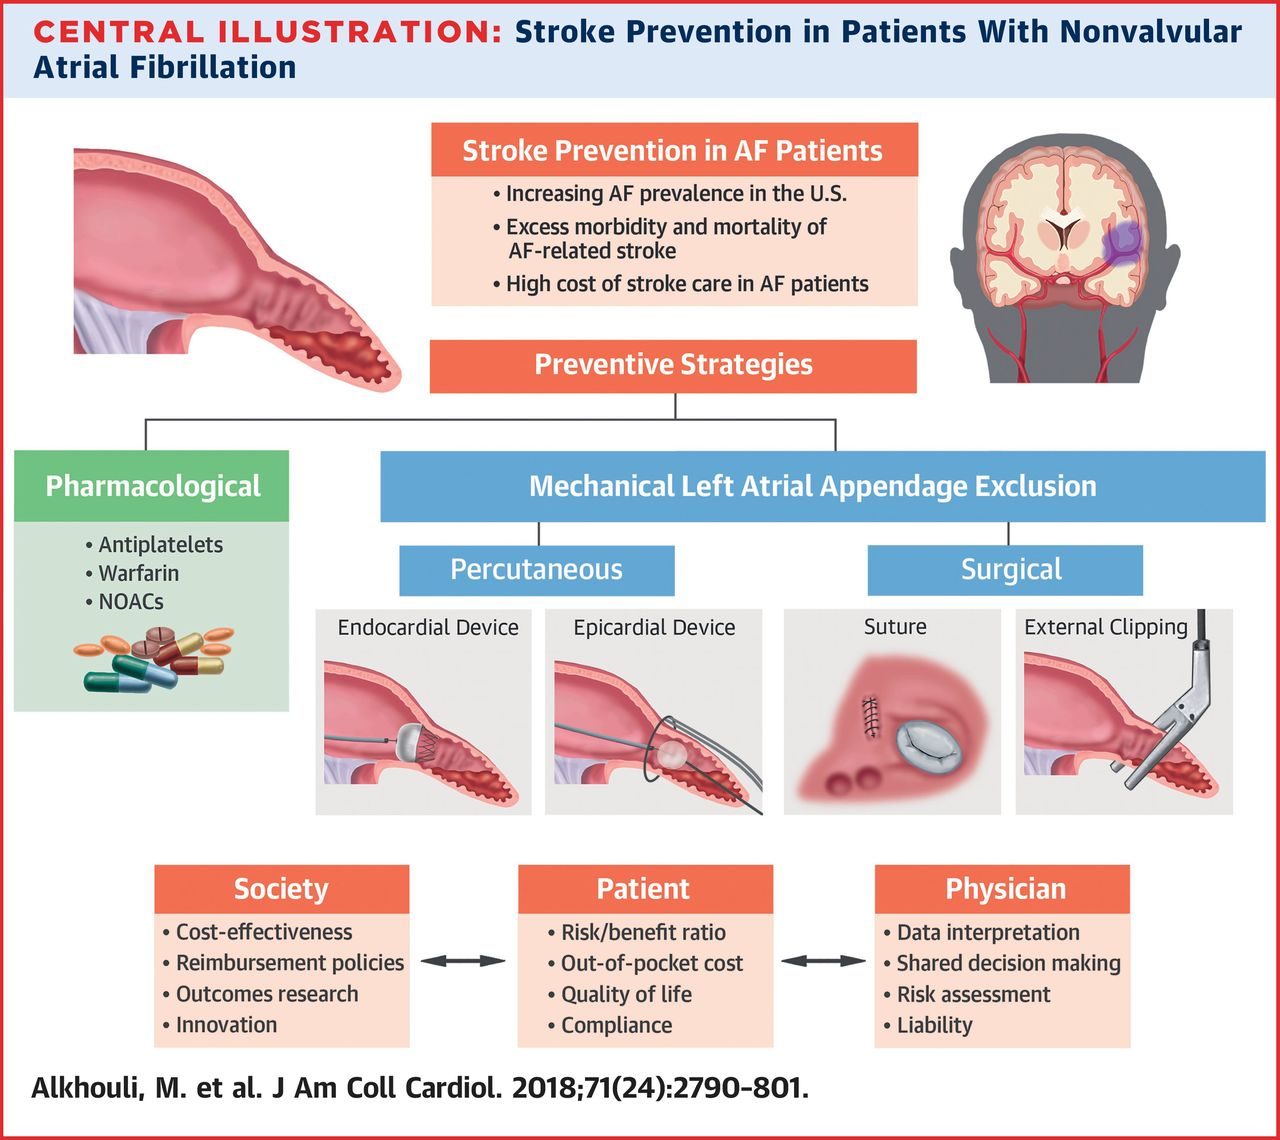 CENTRAL ILLUSTRATION: Stroke Prevention in Patients With Nonvalvular
Atrial Fibrillation
Stroke Prevention in AF Patients
• Increasing AF prevalence in the U.S.
• Excess morbidity and mortality of
AF-related stroke
• High cost of stroke care in AF patients
Preventive Strategies
Pharmacological
• Antiplatelets
• Warfarin
• NOACs
Mechanical Left Atrial Appendage Exclusion
Percutaneous
Endocardial Device
Epicardial Device
Surgical
Suture
External Clipping
Society
• Cost-effectiveness
• Reimbursement policies
• Outcomes research
• Innovation
Patient
• Risk/benefit ratio
• Out-of-pocket cost
• Quality of life
• Compliance
Physician
• Data interpretation
• Shared decision making
• Risk assessment
• Liability
Alkhouli, M. et al. J Am Coll Cardiol. 2018;71(24):2790–801.